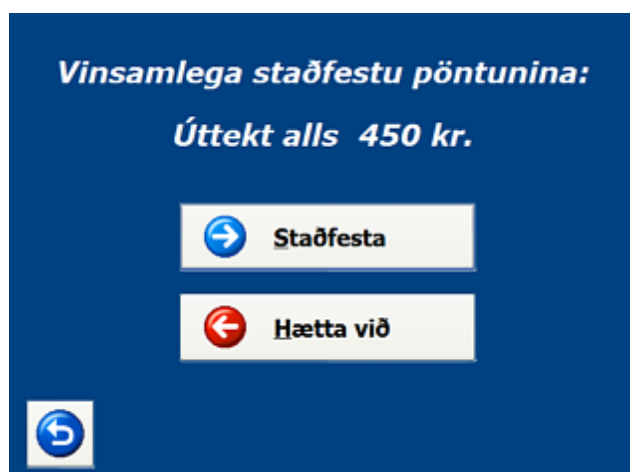 Vinsamlega staðfestu pöntunina:
Úttekt alls 450 kr.
Staðfesta
Hætta við